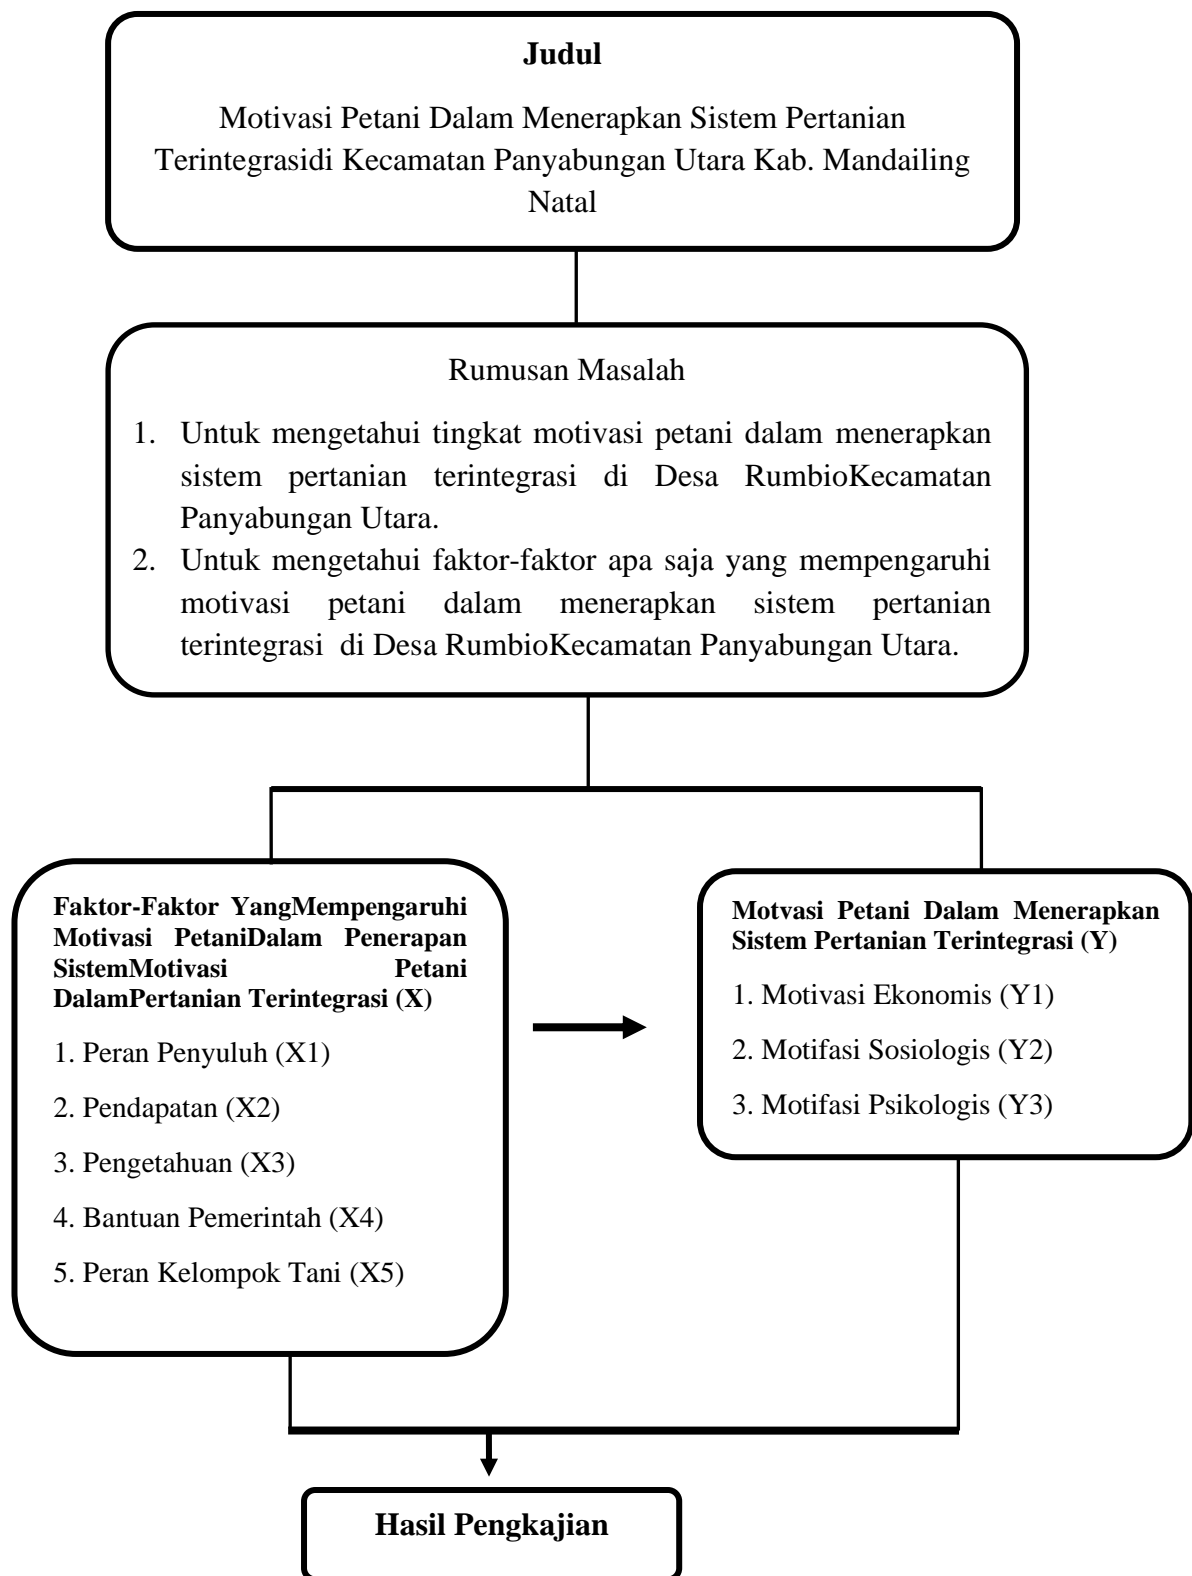 Judul
Motivasi Petani Dalam Menerapkan Sistem Pertanian
Terintegrasidi Kecamatan Panyabungan Utara Kab. Mandailing
Natal
Rumusan Masalah
1. Untuk mengetahui tingkat motivasi petani dalam menerapkan
sistem pertanian terintegrasi di Desa RumbioKecamatan
Panyabungan Utara.
2. Untuk mengetahui faktor-faktor apa saja yang mempengaruhi
motivasi petani dalam menerapkan sistem pertanian
terintegrasi di Desa RumbioKecamatan Panyabungan Utara.
Faktor-Faktor YangMempengaruhi
Motivasi PetaniDalam Penerapan
SistemMotivasi Petani
DalamPertanian Terintegrasi (X)
1. Peran Penyuluh (X1)
2. Pendapatan (X2)
3. Pengetahuan (X3)
4. Bantuan Pemerintah (X4)
5. Peran Kelompok Tani (X5)
Motvasi Petani Dalam Menerapkan
Sistem Pertanian Terintegrasi (Y)
1. Motivasi Ekonomis (Y1)
2. Motifasi Sosiologis (Y2)
3. Motifasi Psikologis (Y3)
Hasil Pengkajian